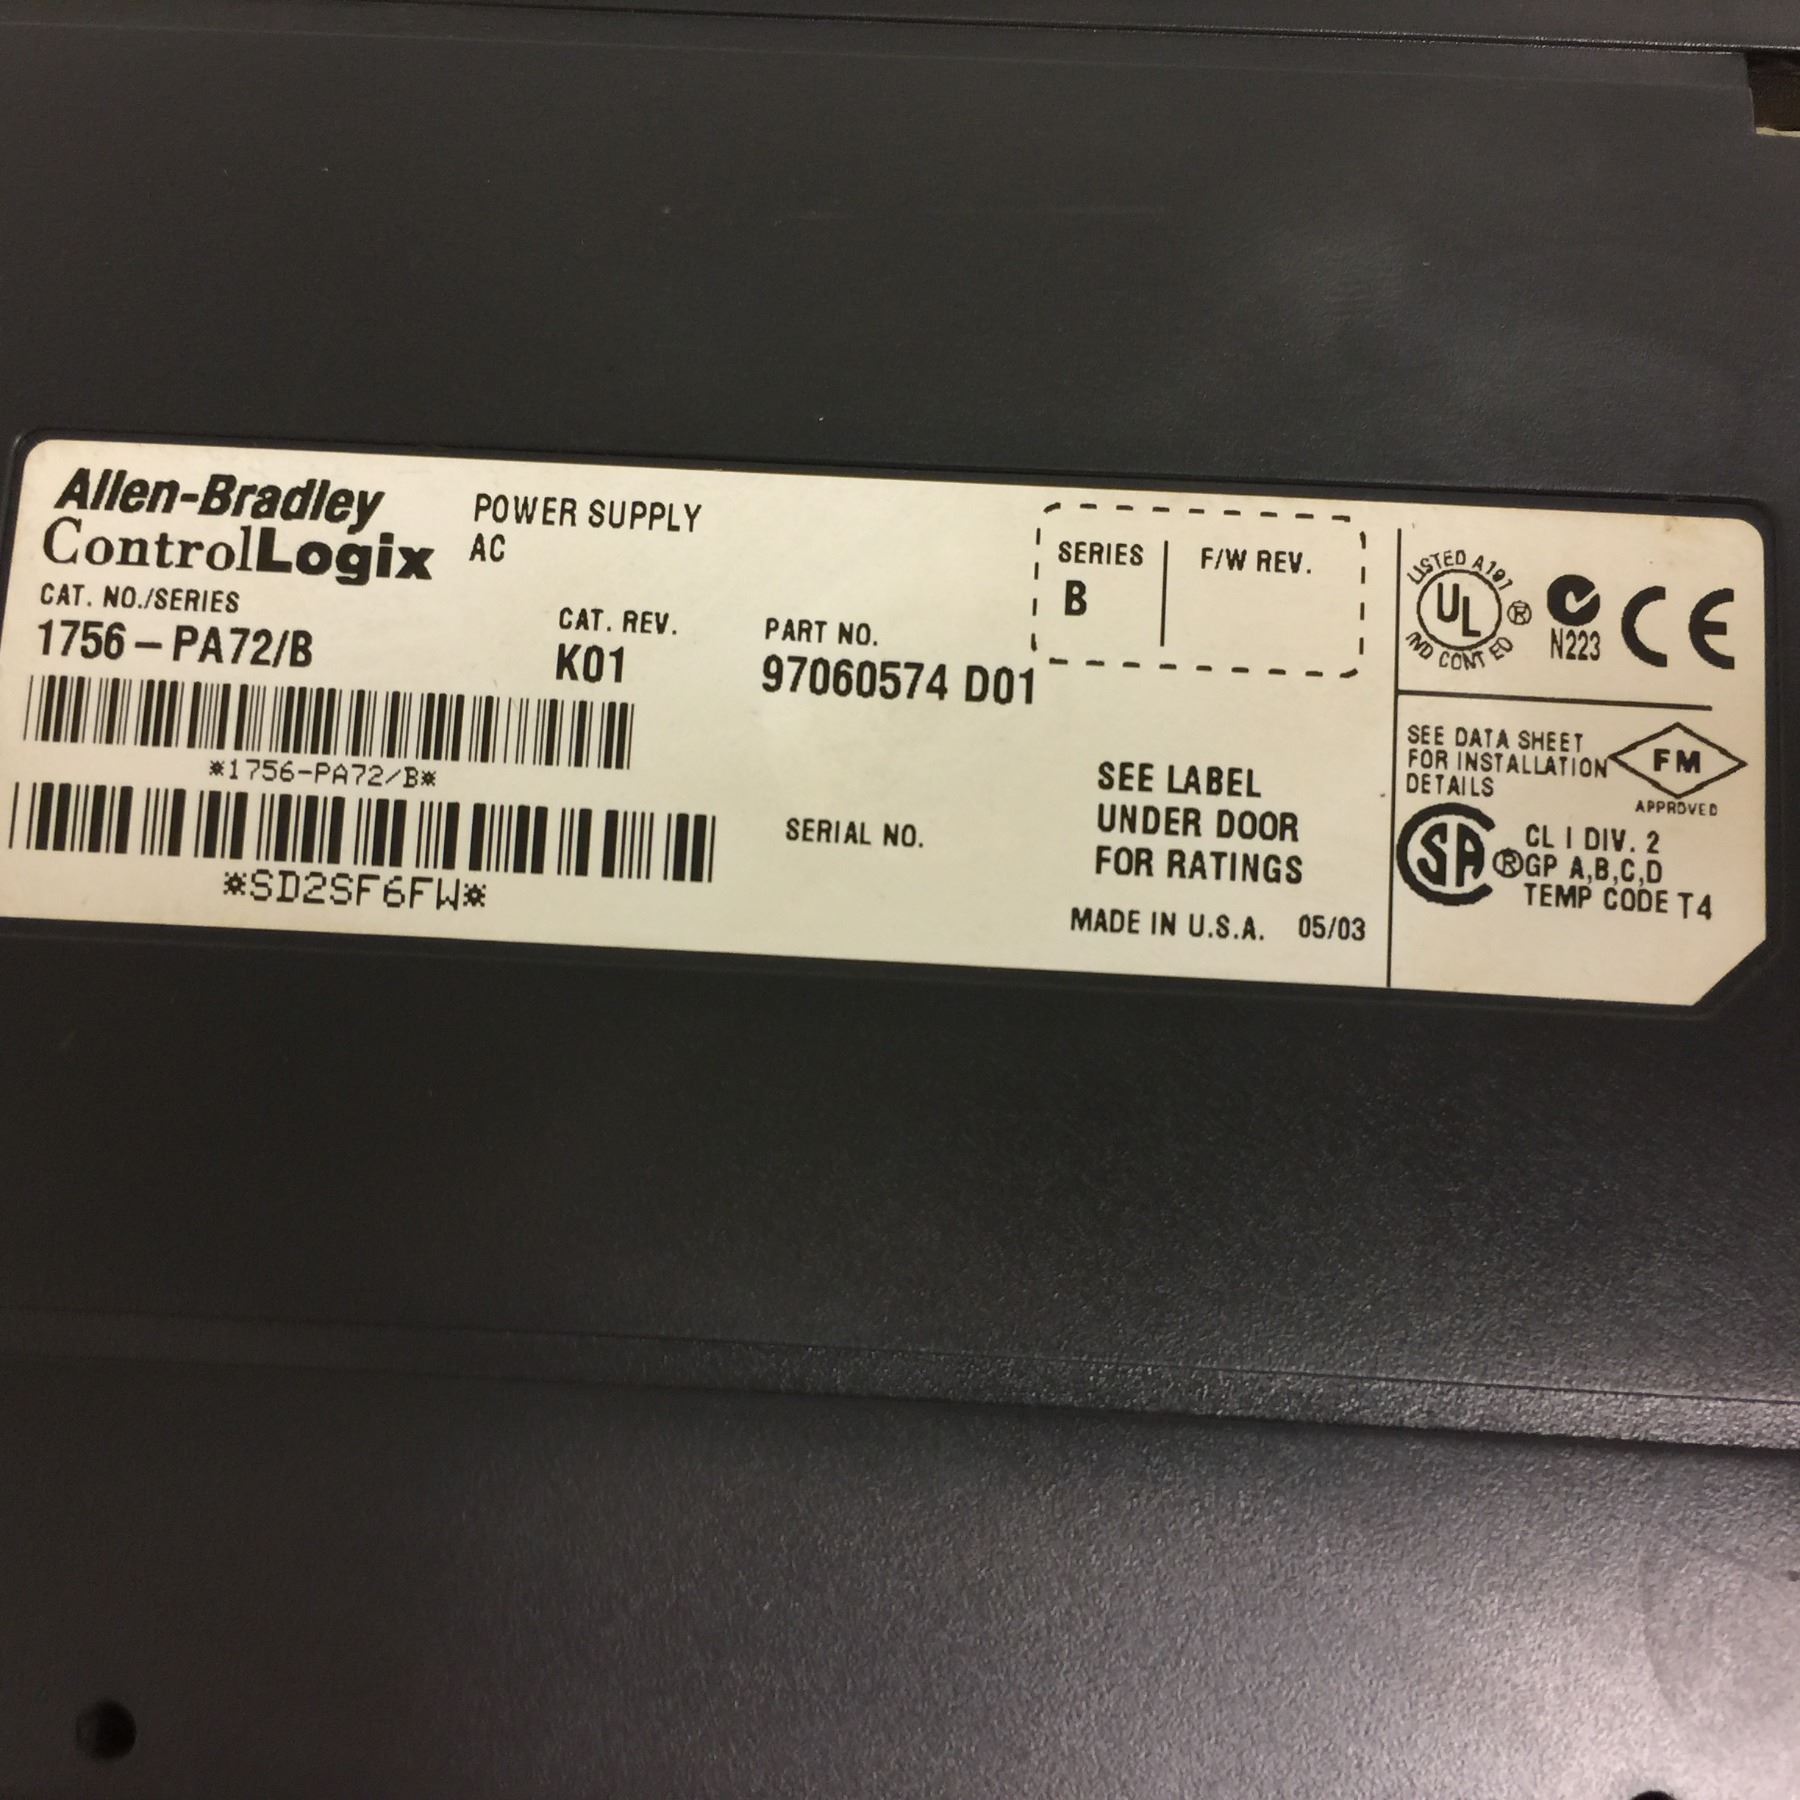 Allen-Bradley
ControlLogix
POWER SUPPLY
AC
CAT. NO./SERIES
1756-PA72/B
CAT. REV.
K01
PART NO.
97060574 D01
SERIES
B
F/W REV.
*1756-PA72/B*
*SD2SF6FW*
SERIAL NO.
SEE LABEL
UNDER DOOR
FOR RATINGS
MADE IN U.S.A. 05/03
LISTED A197
UL ®
IND CONT EQ
N223
CE
SEE DATA SHEET
FOR INSTALLATION
DETAILS
FM
APPROVED
SA ®
CL I DIV. 2
GP A,B,C,D
TEMP CODE T4